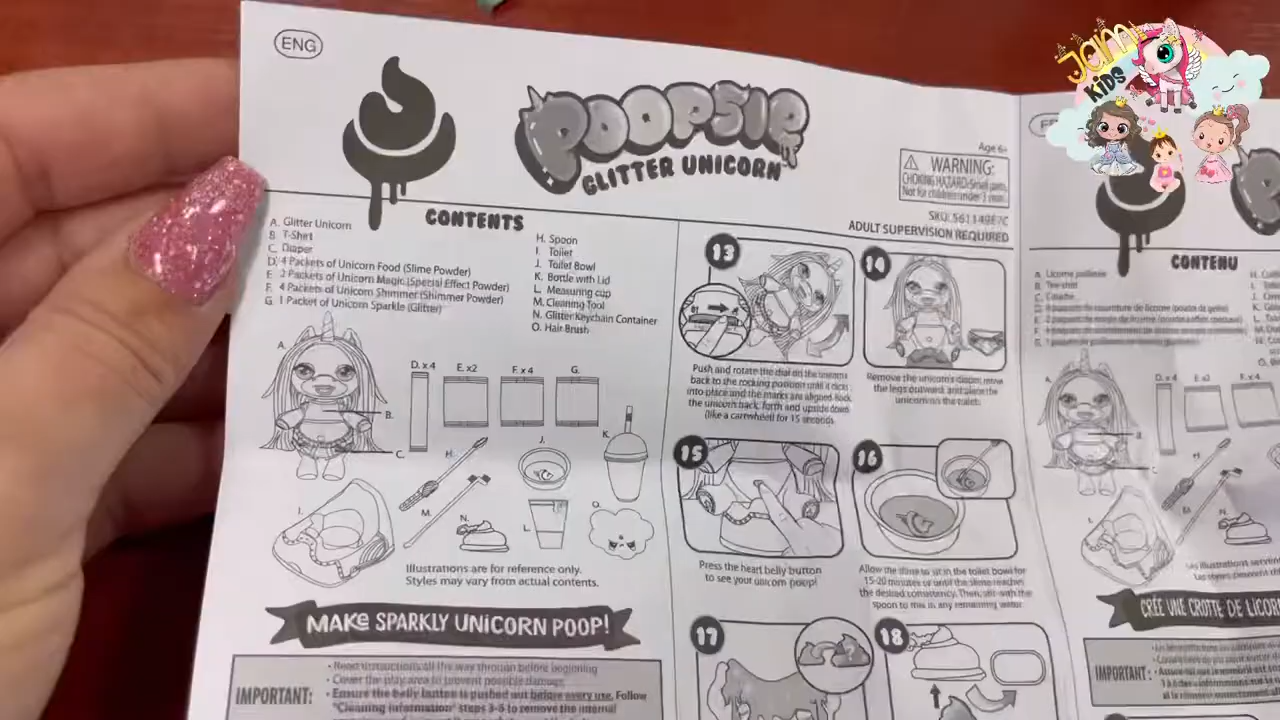 ENG
POOPSIE
GLITTER UNICORN
Age 6+
WARNING:
CHOKING HAZARD-Small parts.
Not for children under 3 years.
SKU: 561149E7C
ADULT SUPERVISION REQUIRED
CONTENTS
A. Glitter Unicorn
B. T-Shirt
C. Diaper
D. 4 Packets of Unicorn Food (Slime Powder)
E. 2 Packets of Unicorn Magic (Special Effect Powder)
F. 4 Packets of Unicorn Shimmer (Shimmer Powder)
G. 1 Packet of Unicorn Sparkle (Glitter)
H. Spoon
I. Toilet
J. Toilet Bowl
K. Bottle with Lid
L. Measuring cup
M. Cleaning Tool
N. Glitter Keychain Container
O. Hair Brush
A.
B.
C.
D. x 4
E. x2
F. x 4
G.
H.
I.
J.
K.
L.
M.
N.
O.
Illustrations are for reference only.
Styles may vary from actual contents.
MAKE SPARKLY UNICORN POOP!
IMPORTANT:
• Read instructions all the way through before beginning
• Cover the play area to prevent possible damage
• Ensure the belly button is pushed out before every use. Follow
"Cleaning Information" steps 3-6 to remove the internal
13
Push and rotate the dial on the unicorn's
back to the rocking position until it clicks
into place and the marks are aligned. Rock
the unicorn back, forth and upside down
(like a cartwheel) for 15 seconds.
14
Remove the unicorn's diaper, move
the legs outward, and place the
unicorn on the toilet.
15
Press the heart belly button
to see your unicorn poop!
16
Allow the slime to sit in the toilet bowl for
15-20 minutes or until the slime reaches
the desired consistency. Then, stir with the
spoon to mix in any remaining water.
17
18
CONTENU
A. Licorne pailletée
B. Tee-shirt
C. Couche
D. x 4
E. x2
F. x 4
CRÉE UNE CROTTE DE LICOR
IMPORTANT :
Jam
KiDS